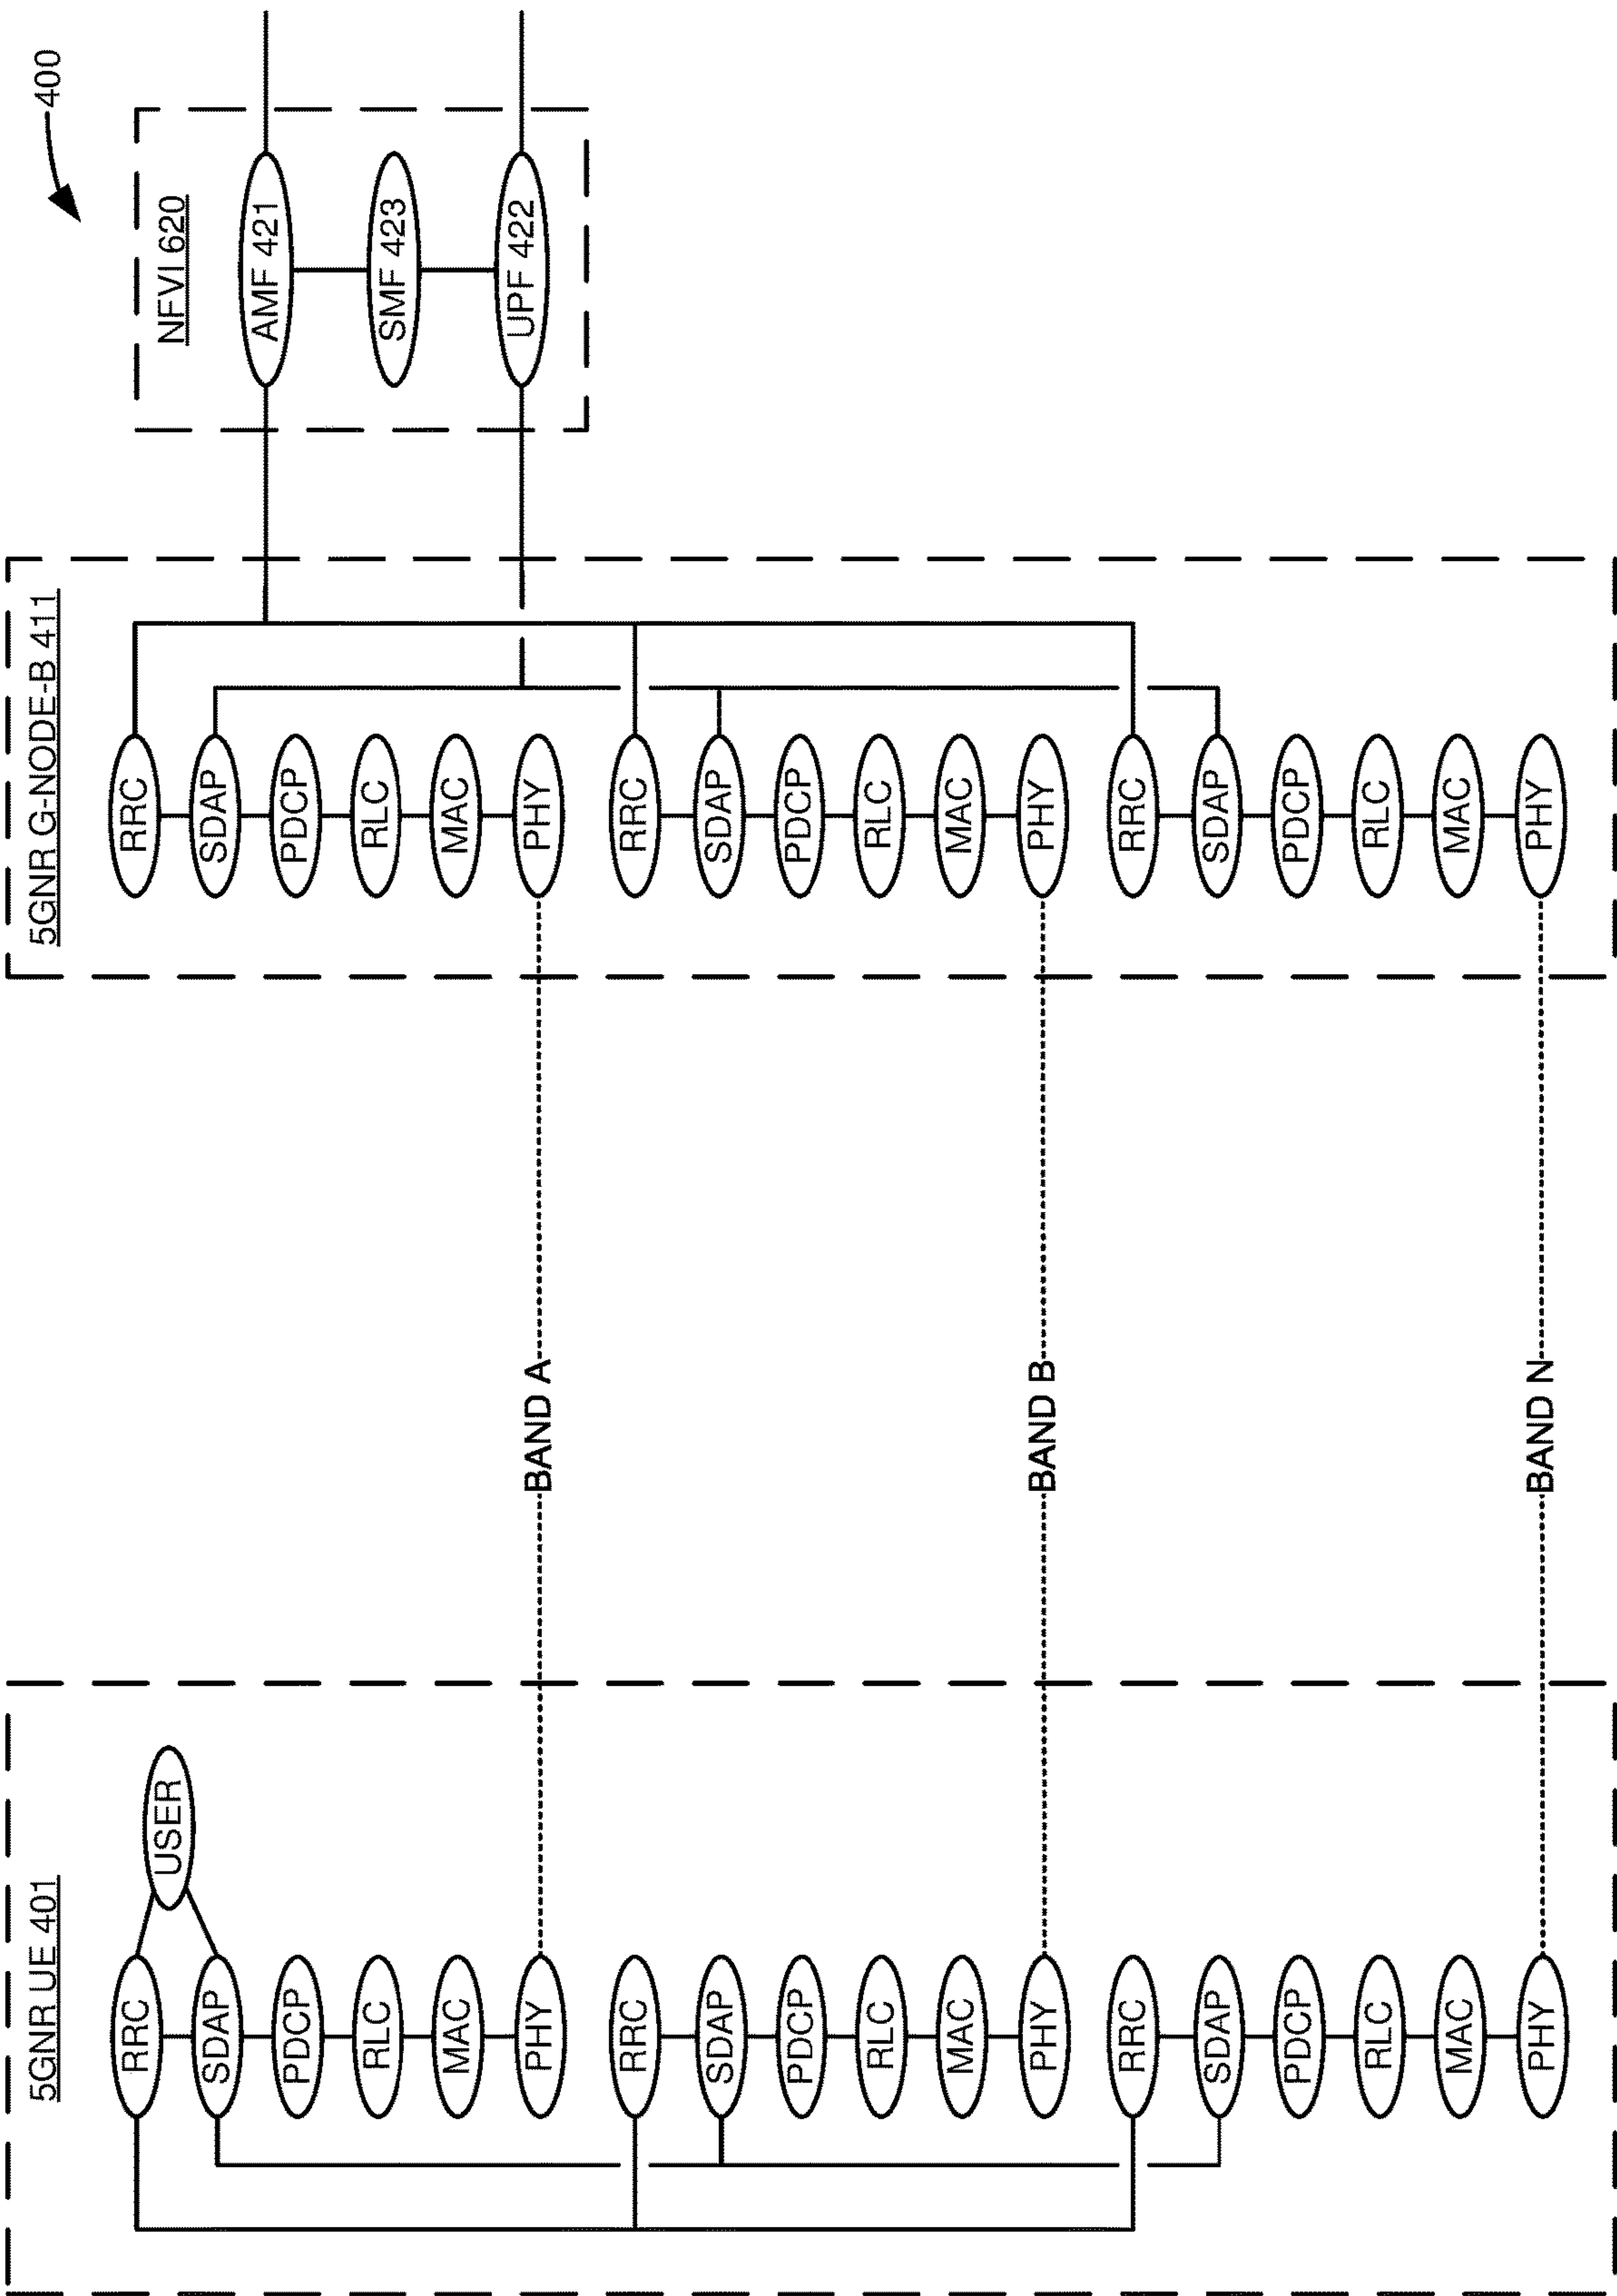 400
5GNR UE 401
USER
RRC
SDAP
PDCP
RLC
MAC
PHY
RRC
SDAP
PDCP
RLC
MAC
PHY
RRC
SDAP
PDCP
RLC
MAC
PHY
BAND A
BAND B
BAND N
5GNR G-NODE-B 411
RRC
SDAP
PDCP
RLC
MAC
PHY
RRC
SDAP
PDCP
RLC
MAC
PHY
RRC
SDAP
PDCP
RLC
MAC
PHY
NFVI 620
AMF 421
SMF 423
UPF 422